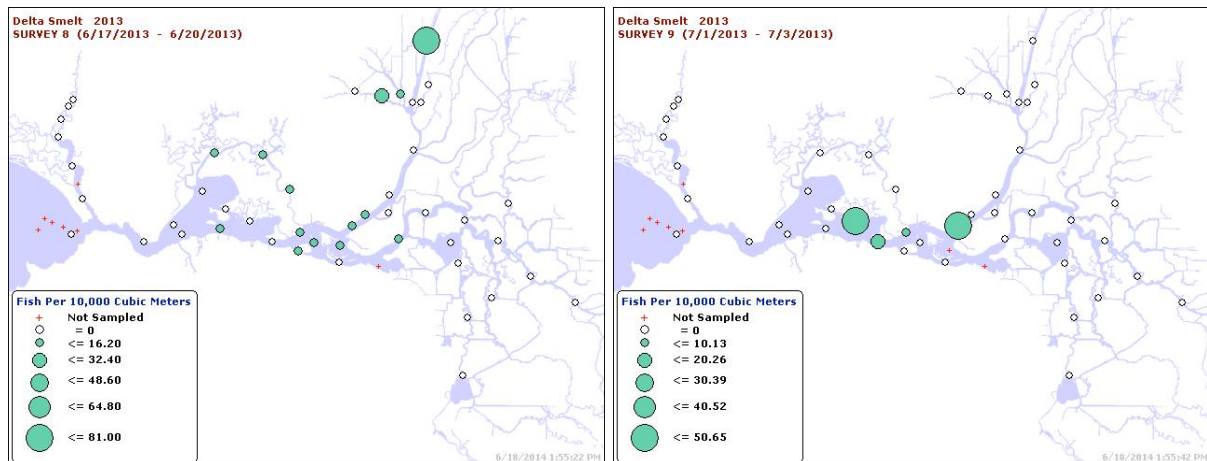 Delta Smelt 2013
SURVEY 8 (6/17/2013 - 6/20/2013)
Fish Per 10,000 Cubic Meters
Not Sampled
= 0
<= 16.20
<= 32.40
<= 48.60
<= 64.80
<= 81.00
6/18/2014 1:55:22 PM
Delta Smelt 2013
SURVEY 9 (7/1/2013 - 7/3/2013)
Fish Per 10,000 Cubic Meters
Not Sampled
= 0
<= 10.13
<= 20.26
<= 30.39
<= 40.52
<= 50.65
6/18/2014 1:55:42 PM